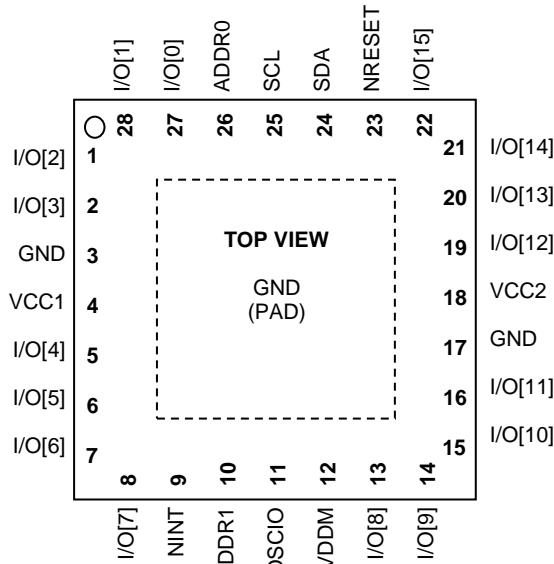 I/O[1]
I/O[0]
ADDR0
SCL
SDA
NRESET
I/O[15]
28
27
26
25
24
23
22
I/O[2] 1
I/O[3] 2
GND 3
VCC1 4
I/O[4] 5
I/O[5] 6
I/O[6] 7
TOP VIEW
GND
(PAD)
21 I/O[14]
20 I/O[13]
19 I/O[12]
18 VCC2
17 GND
16 I/O[11]
15 I/O[10]
8
9
10
11
12
13
14
I/O[7]
NINT
DDR1
OSCIO
VDDM
I/O[8]
I/O[9]